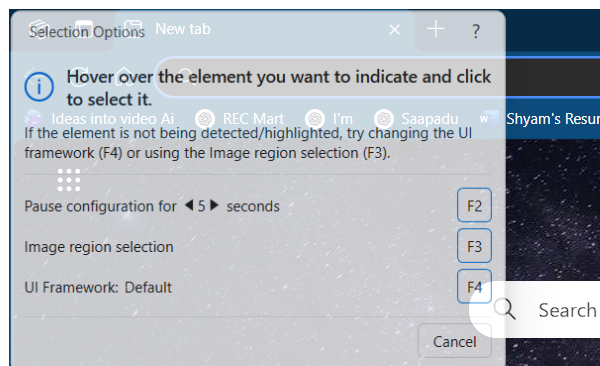 Selection Options
New tab
?
Hover over the element you want to indicate and click
to select it.
Ideas into video Ai
REC Mart
I'm
Saapadu
Shyam's Resur
If the element is not being detected/highlighted, try changing the UI
framework (F4) or using the Image region selection (F3).
Pause configuration for 5 seconds
F2
Image region selection
F3
UI Framework: Default
F4
Search
Cancel